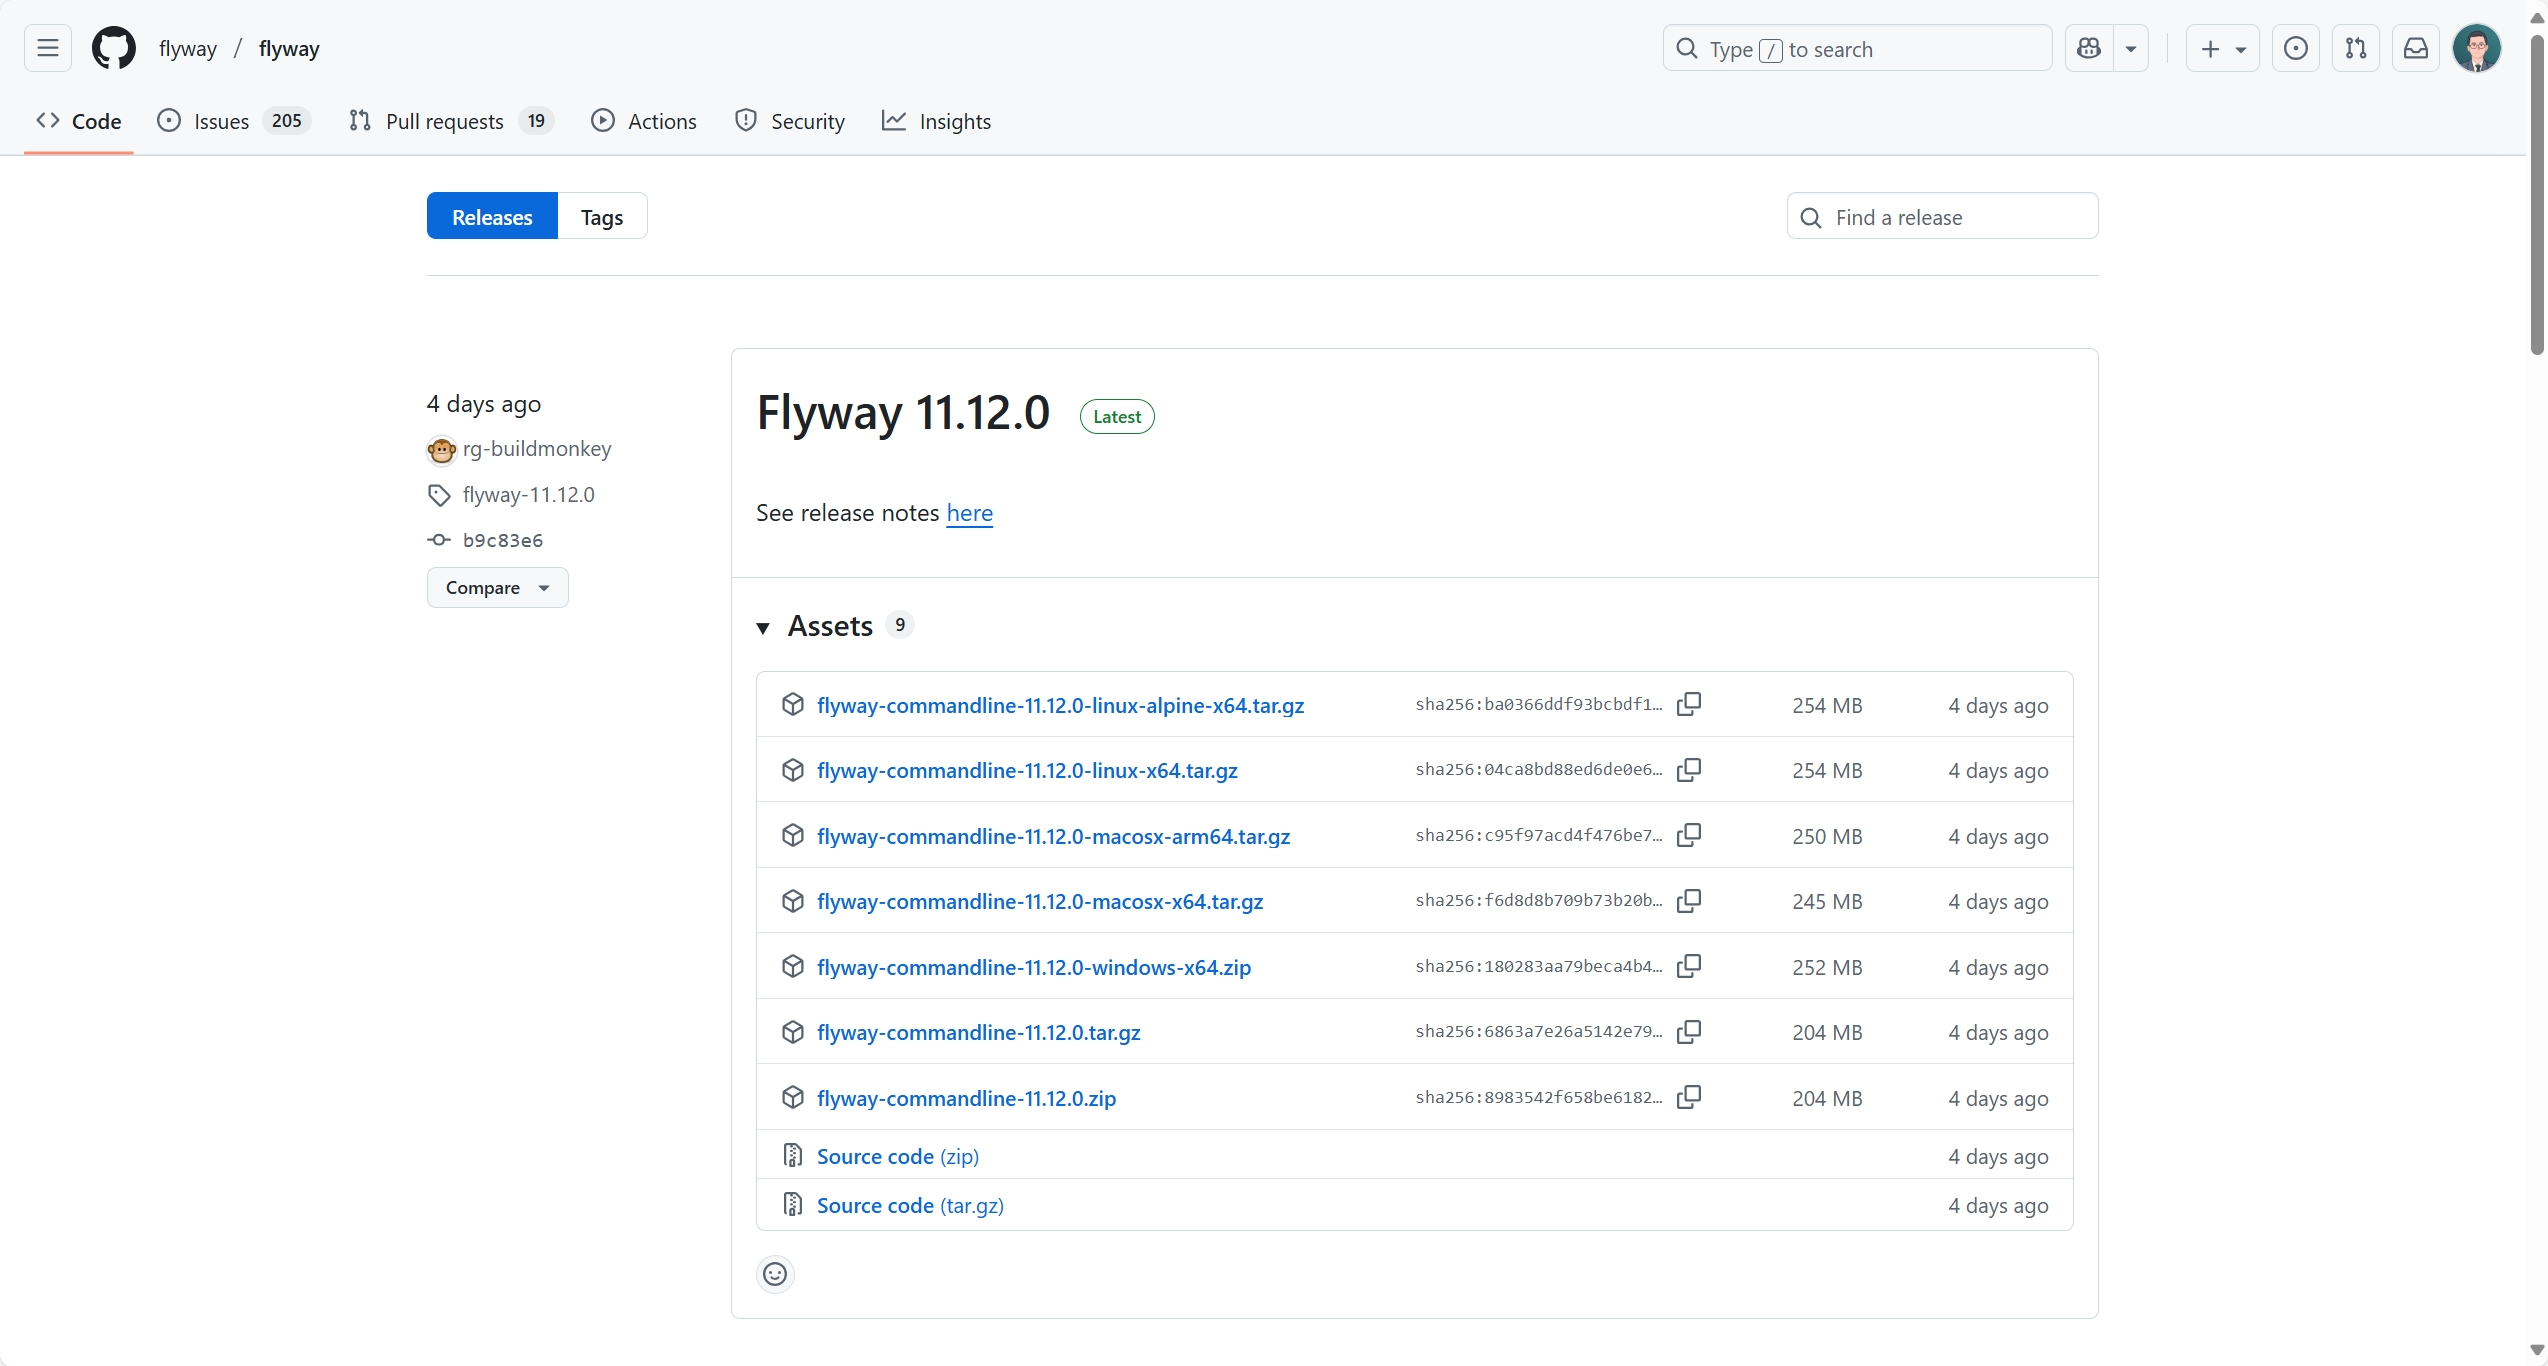 flyway / flyway
Type / to search
Code
Issues 205
Pull requests 19
Actions
Security
Insights
Releases
Tags
Find a release
4 days ago
rg-buildmonkey
flyway-11.12.0
b9c83e6
Compare
Flyway 11.12.0 Latest
See release notes here
Assets 9
flyway-commandline-11.12.0-linux-alpine-x64.tar.gz sha256:ba0366ddf93bcbdf1… 254 MB 4 days ago
flyway-commandline-11.12.0-linux-x64.tar.gz sha256:04ca8bd88ed6de0e6… 254 MB 4 days ago
flyway-commandline-11.12.0-macosx-arm64.tar.gz sha256:c95f97acd4f476be7… 250 MB 4 days ago
flyway-commandline-11.12.0-macosx-x64.tar.gz sha256:f6d8d8b709b73b20b… 245 MB 4 days ago
flyway-commandline-11.12.0-windows-x64.zip sha256:180283aa79beca4b4… 252 MB 4 days ago
flyway-commandline-11.12.0.tar.gz sha256:6863a7e26a5142e79… 204 MB 4 days ago
flyway-commandline-11.12.0.zip sha256:8983542f658be6182… 204 MB 4 days ago
Source code (zip) 4 days ago
Source code (tar.gz) 4 days ago